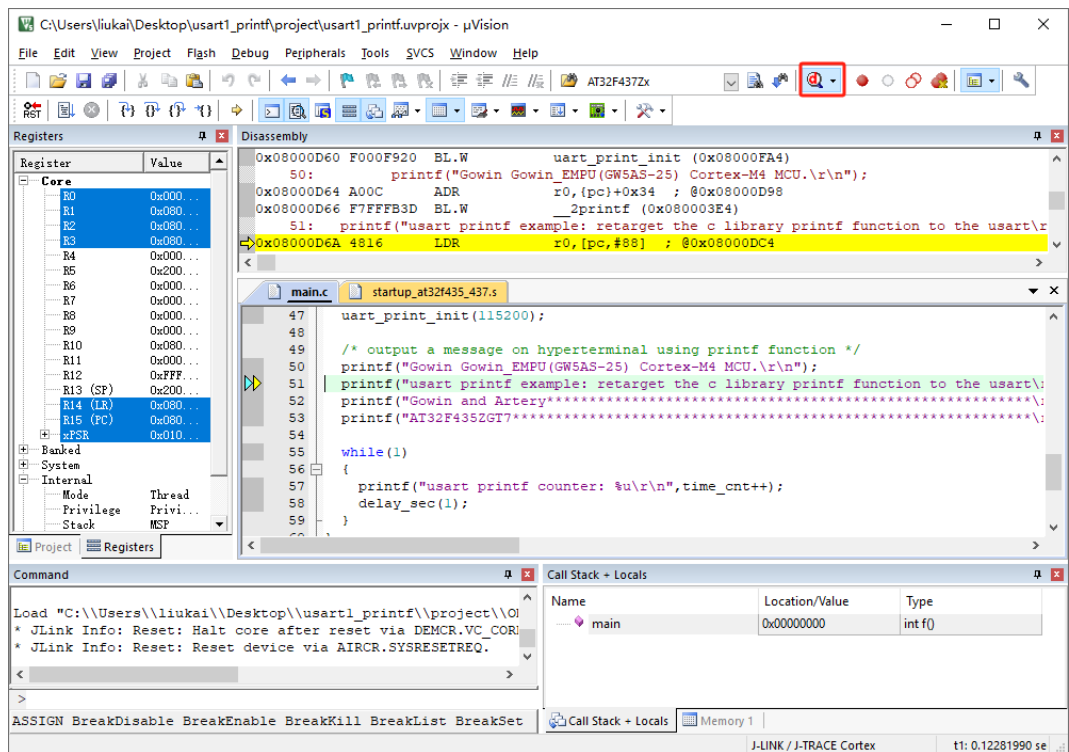 C:\Users\liukai\Desktop\usart1_printf\project\usart1_printf.uvprojx - µVision
File Edit View Project Flash Debug Peripherals Tools SVCS Window Help
AT32F437Zx
RST
Registers
Register Value
Core
R0 0x000...
R1 0x080...
R2 0x080...
R3 0x080...
R4 0x000...
R5 0x200...
R6 0x000...
R7 0x000...
R8 0x000...
R9 0x000...
R10 0x080...
R11 0x000...
R12 0xFFF...
R13 (SP) 0x200...
R14 (LR) 0x080...
R15 (PC) 0x080...
xPSR 0x010...
Banked
System
Internal
Mode Thread
Privilege Privi...
Stack MSP
Project Registers
Disassembly
0x08000D60 F000F920 BL.W uart_print_init (0x08000FA4)
50: printf("Gowin Gowin_EMPU(GW5AS-25) Cortex-M4 MCU.\r\n");
0x08000D64 A00C ADR r0,{pc}+0x34 ; @0x08000D98
0x08000D66 F7FFFB3D BL.W __2printf (0x080003E4)
51: printf("usart printf example: retarget the c library printf function to the usart\r
0x08000D6A 4816 LDR r0,[pc,#88] ; @0x08000DC4
main.c startup_at32f435_437.s
47 uart_print_init(115200);
48
49 /* output a message on hyperterminal using printf function */
50 printf("Gowin Gowin_EMPU(GW5AS-25) Cortex-M4 MCU.\r\n");
51 printf("usart printf example: retarget the c library printf function to the usart\
52 printf("Gowin and Artery************************************************************\
53 printf("AT32F435ZGT7****************************************************************\
54
55 while(1)
56 {
57 printf("usart printf counter: %u\r\n",time_cnt++);
58 delay_sec(1);
59 }
Command
Load "C:\\Users\\liukai\\Desktop\\usart1_printf\\project\\O
* JLink Info: Reset: Halt core after reset via DEMCR.VC_COR
* JLink Info: Reset: Reset device via AIRCR.SYSRESETREQ.
>
ASSIGN BreakDisable BreakEnable BreakKill BreakList BreakSet
Call Stack + Locals
Name Location/Value Type
main 0x00000000 int f()
Call Stack + Locals Memory 1
J-LINK / J-TRACE Cortex t1: 0.12281990 se